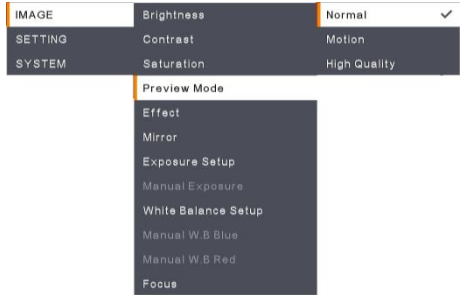 IMAGE
SETTING
SYSTEM
Brightness
Contrast
Saturation
Preview Mode
Effect
Mirror
Exposure Setup
Manual Exposure
White Balance Setup
Manual W.B Blue
Manual W.B Red
Focus
Normal
Motion
High Quality